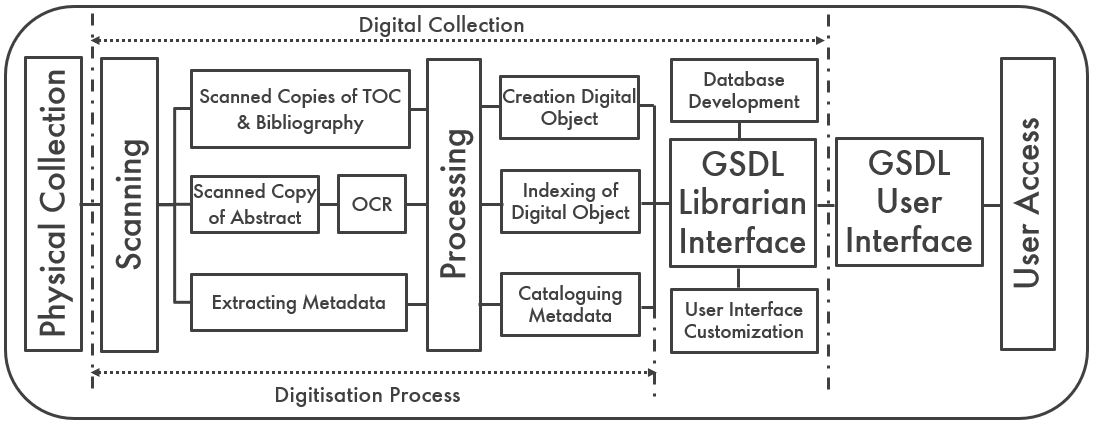 Digital Collection
Physical Collection
Scanning
Scanned Copies of TOC
& Bibliography
Scanned Copy
of Abstract
OCR
Extracting Metadata
Processing
Creation Digital
Object
Indexing of
Digital Object
Cataloguing
Metadata
Database
Development
GSDL
Librarian
Interface
User Interface
Customization
GSDL
User
Interface
User Access
Digitisation Process